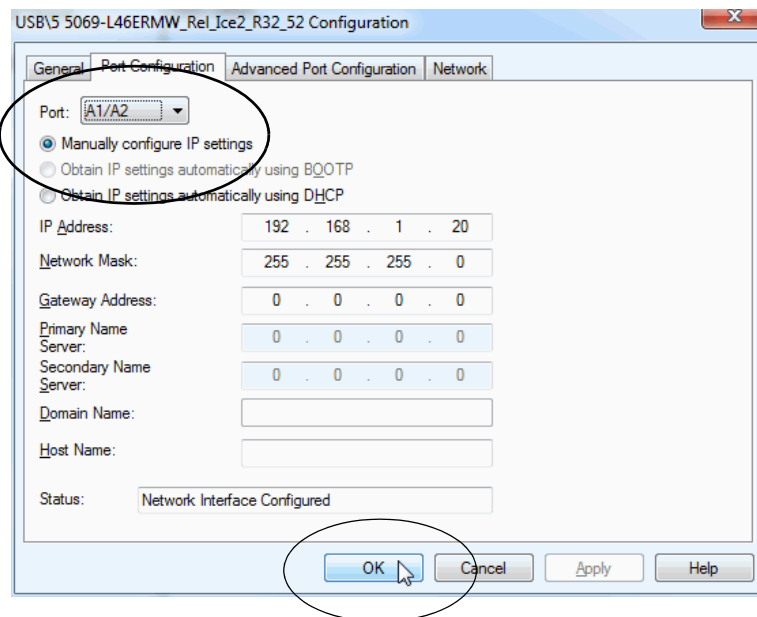 USB\5 5069-L46ERMW_Rel_Ice2_R32_52 Configuration
General Port Configuration Advanced Port Configuration Network
Port: A1/A2
Manually configure IP settings
Obtain IP settings automatically using BOOTP
Obtain IP settings automatically using DHCP
IP Address: 192 . 168 . 1 . 20
Network Mask: 255 . 255 . 255 . 0
Gateway Address: 0 . 0 . 0 . 0
Primary Name
Server: 0 . 0 . 0 . 0
Secondary Name
Server: 0 . 0 . 0 . 0
Domain Name:
Host Name:
Status: Network Interface Configured
OK Cancel Apply Help